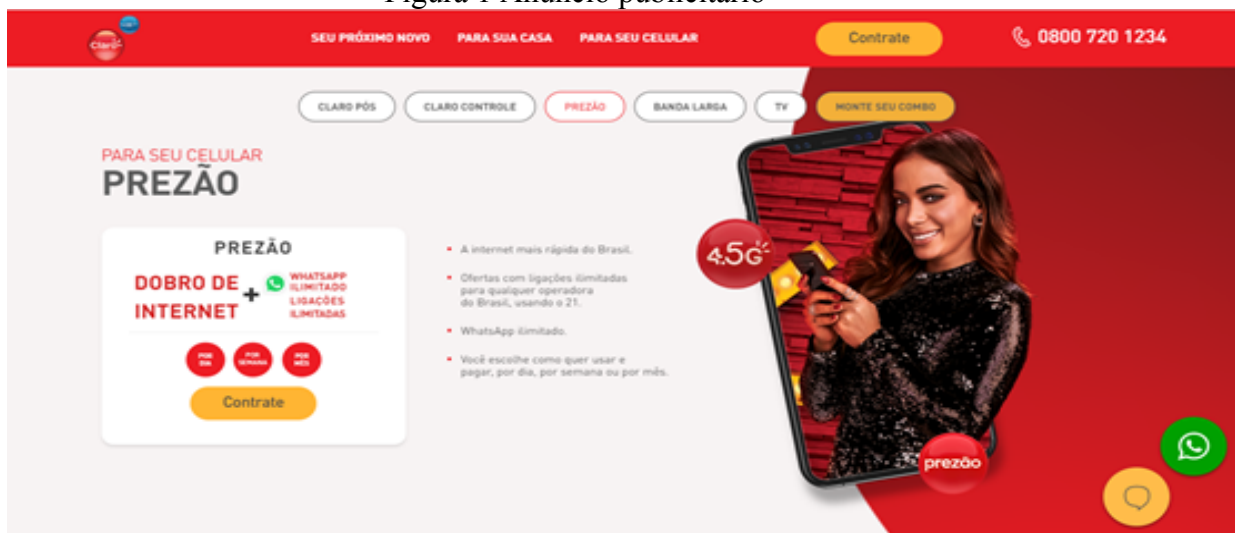 Figura 1 Anúncio publicitário
Claro
SEU PRÓXIMO NOVO PARA SUA CASA PARA SEU CELULAR
Contrate
0800 720 1234
CLARO PÓS
CLARO CONTROLE
PREZÃO
BANDA LARGA
TV
MONTE SEU COMBO
PARA SEU CELULAR
PREZÃO
PREZÃO
DOBRO DE
INTERNET
+
WHATSAPP
ILIMITADO
LIGAÇÕES
ILIMITADAS
POR
DIA
POR
SEMANA
POR
MÊS
Contrate
• A internet mais rápida do Brasil.
• Ofertas com ligações ilimitadas
para qualquer operadora
do Brasil, usando o 21.
• WhatsApp ilimitado.
• Você escolhe como quer usar e
pagar, por dia, por semana ou por mês.
4.5G
prezão